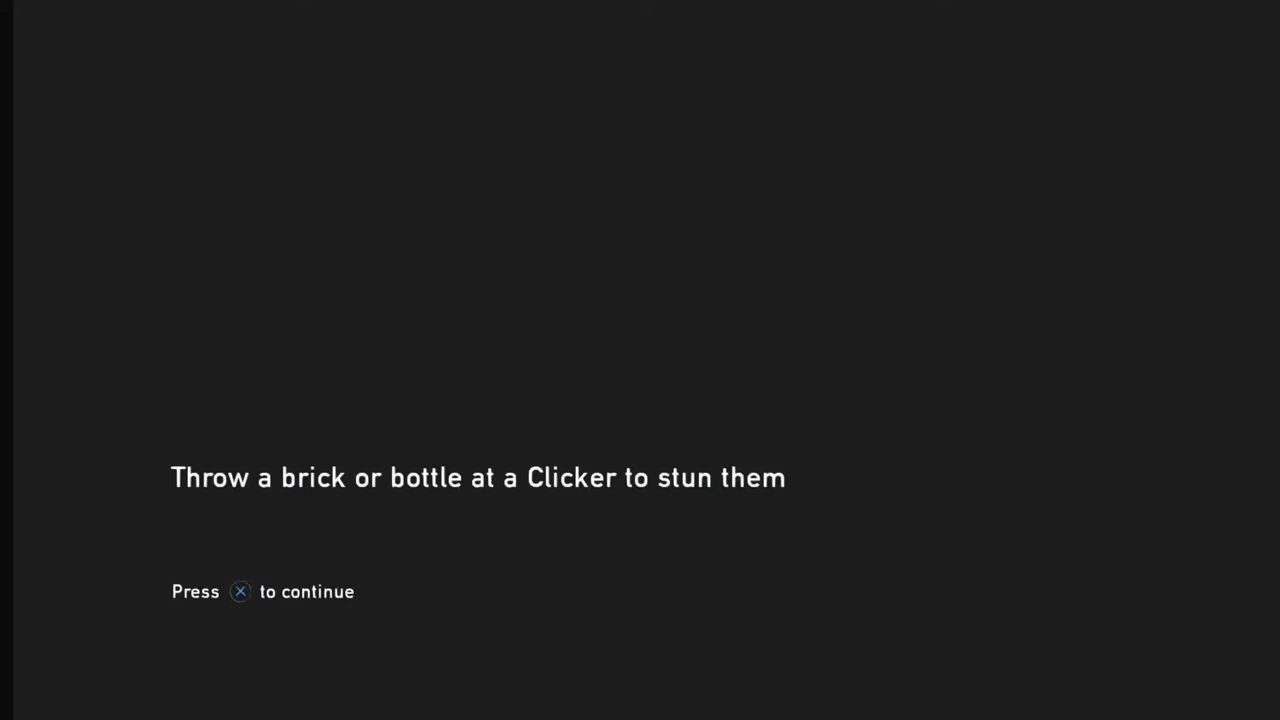 Throw a brick or bottle at a Clicker to stun them
Press ⓧ to continue